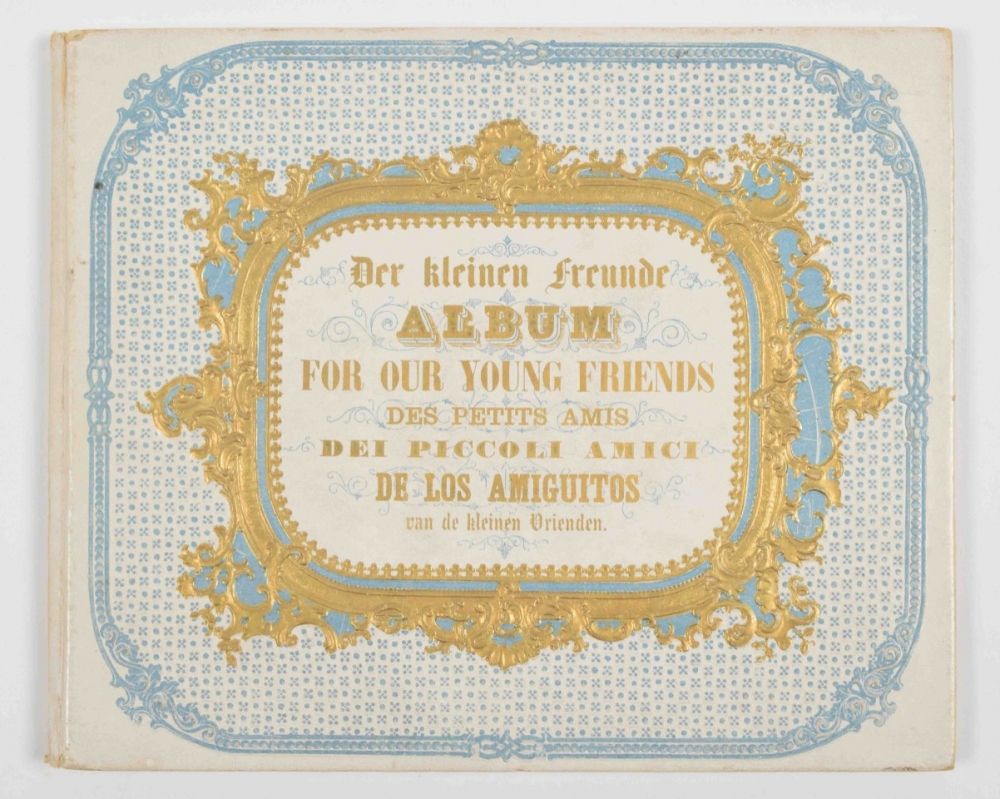 Der kleinen Freunde
ALBUM
FOR OUR YOUNG FRIENDS
DES PETITS AMIS
DEI PICCOLI AMICI
DE LOS AMIGUITOS
van de kleinen Vrienden.